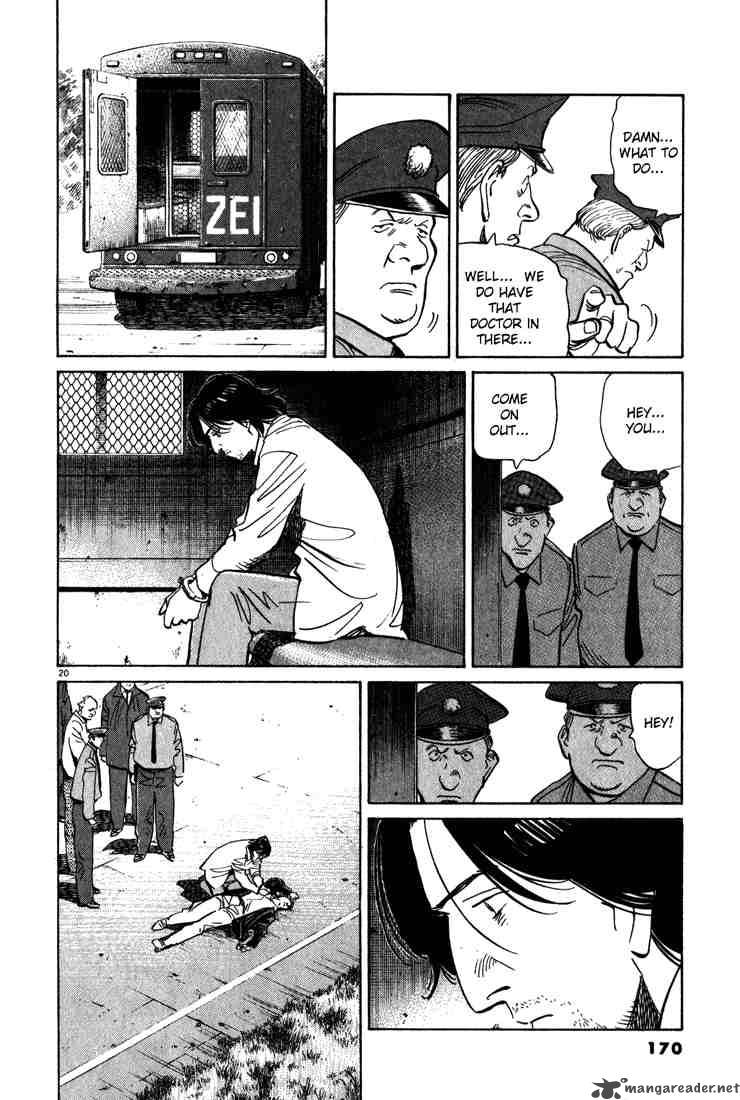 DAMN...
WHAT TO
DO...
WELL... WE
DO HAVE
THAT
DOCTOR IN
THERE...
ZEI
HEY...
YOU...
COME
ON
OUT...
20
HEY!
170
mangareader.net